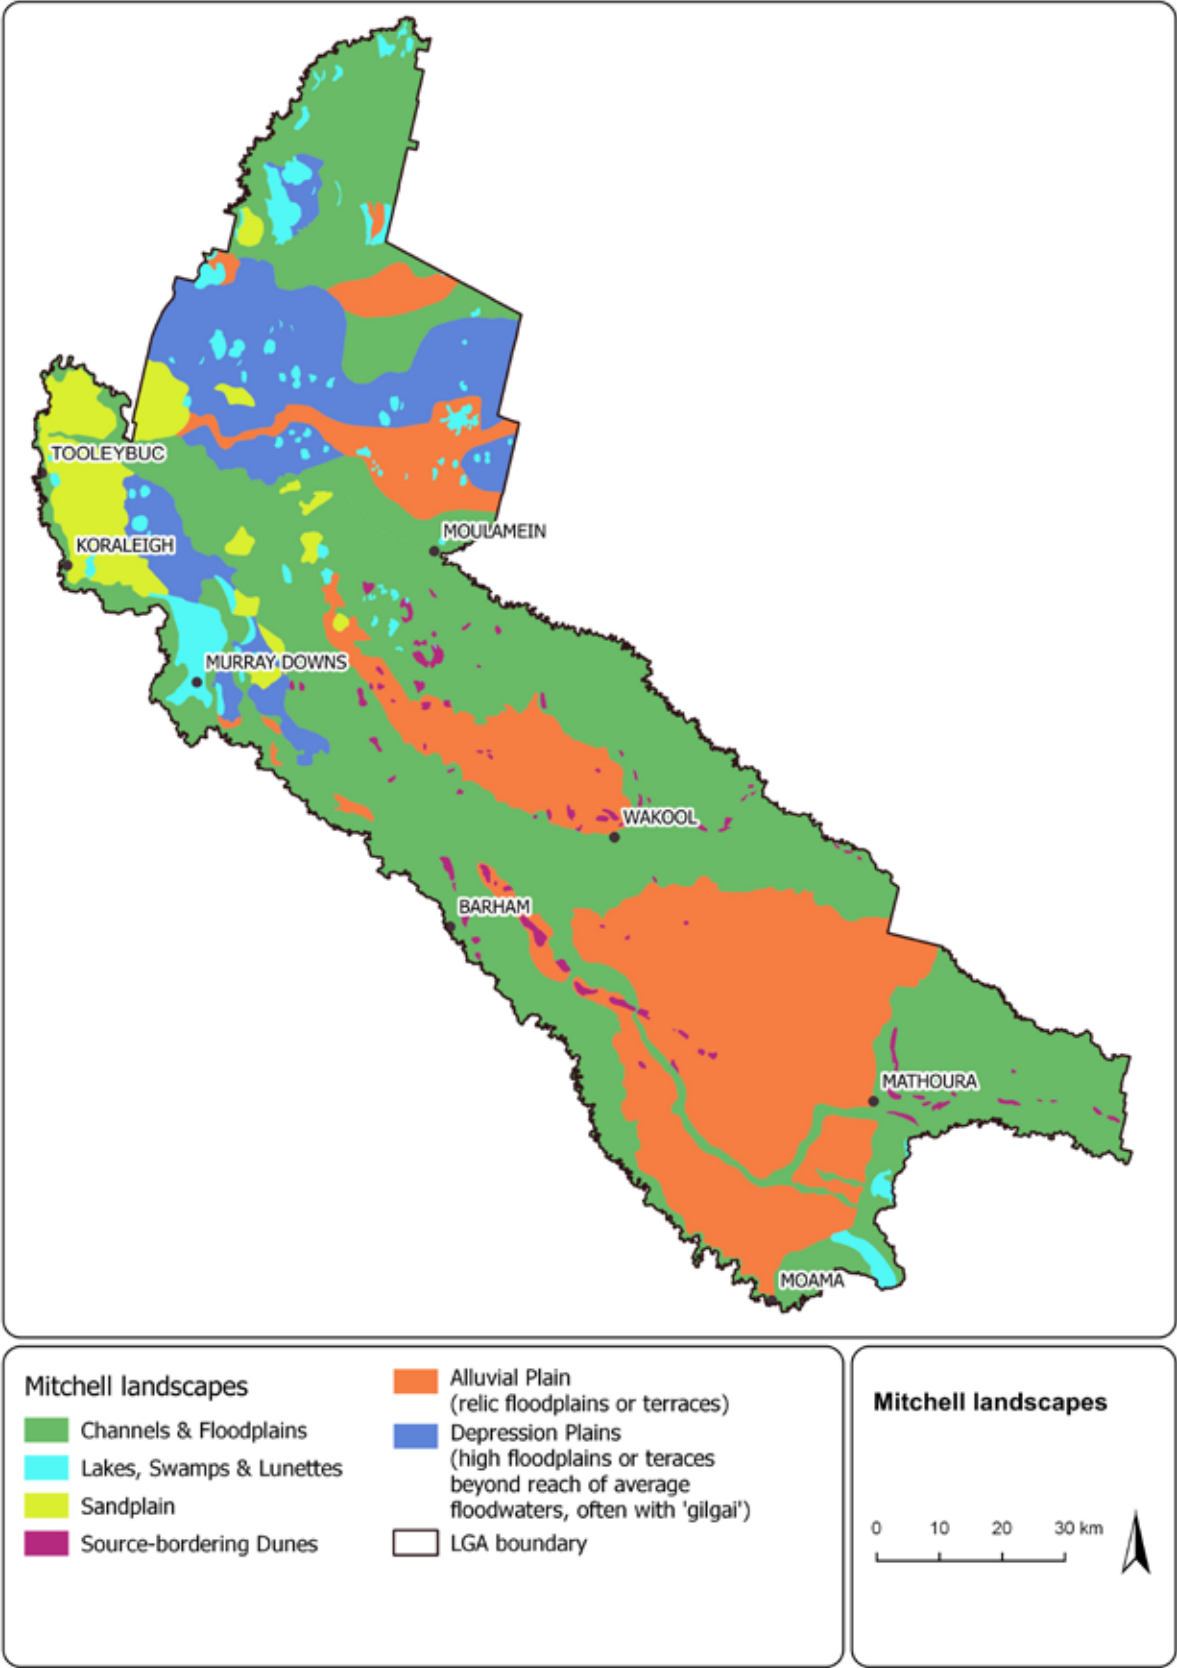 TOOLEYBUC
MOULAMEIN
KORALEIGH
MURRAY DOWNS
WAKOOL
BARHAM
MATHOURA
MOAMA
Mitchell landscapes
Channels & Floodplains
Lakes, Swamps & Lunettes
Sandplain
Source-bordering Dunes
Alluvial Plain
(relic floodplains or terraces)
Depression Plains
(high floodplains or teraces
beyond reach of average
floodwaters, often with 'gilgai')
LGA boundary
Mitchell landscapes
0 10 20 30 km